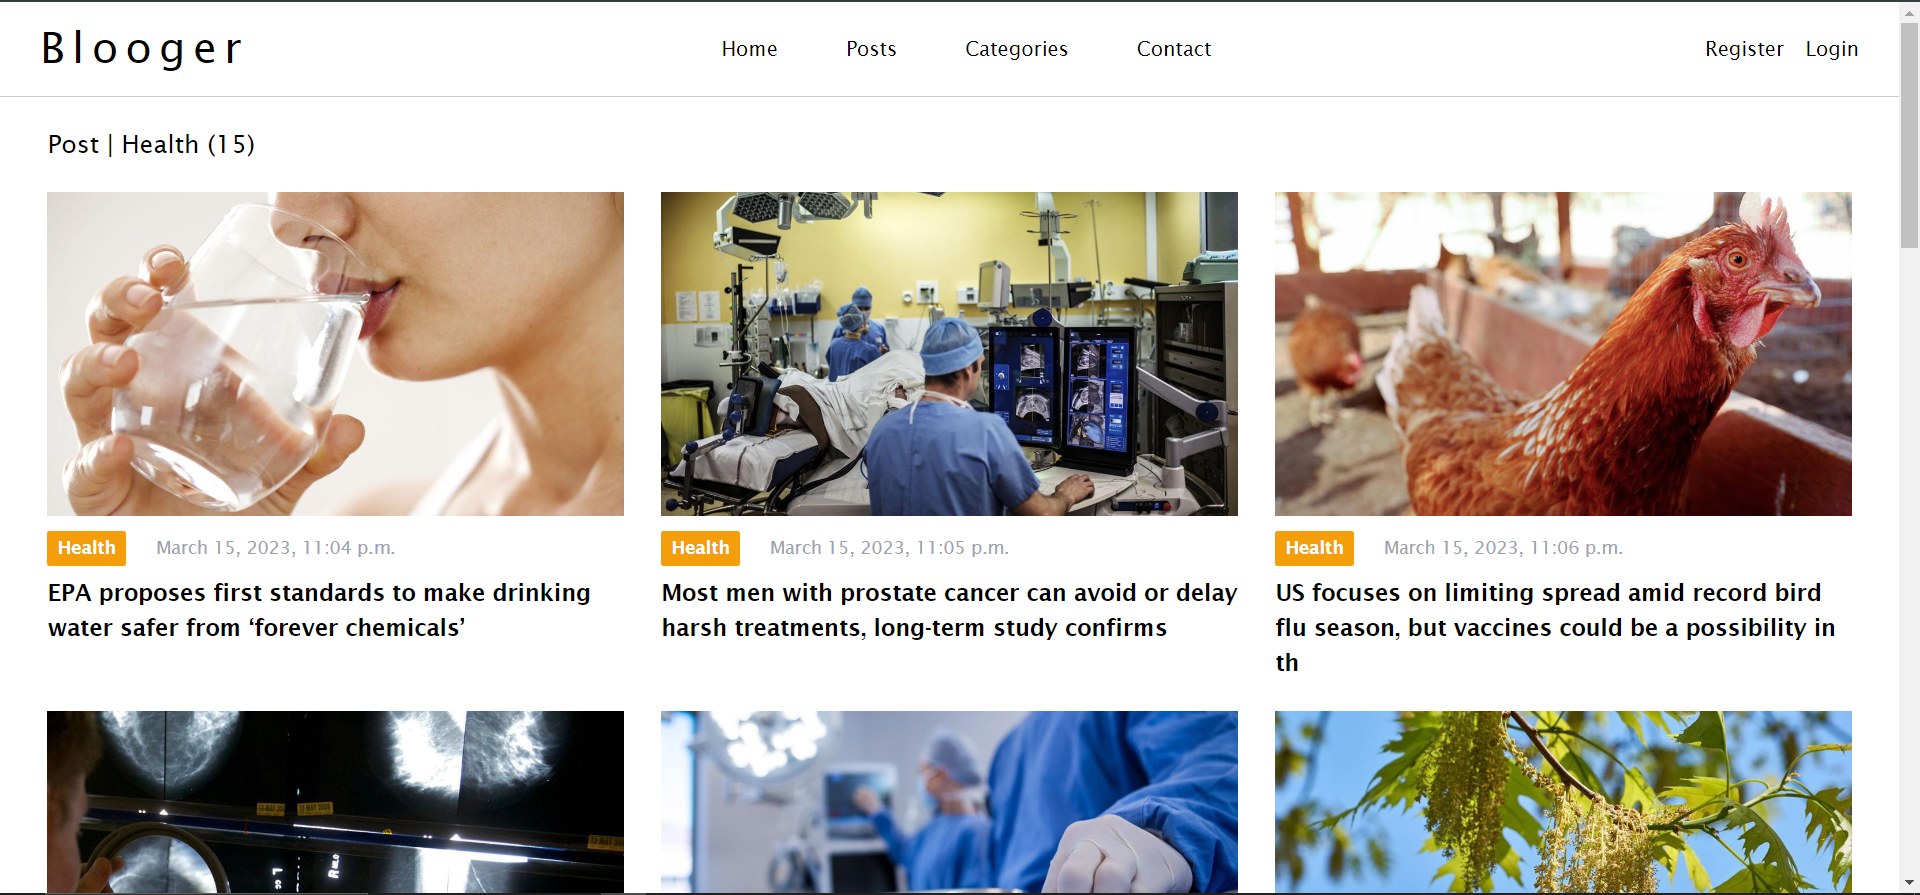 Blooger
Home Posts Categories Contact
Register Login
Post | Health (15)
Health March 15, 2023, 11:04 p.m.
EPA proposes first standards to make drinking
water safer from ‘forever chemicals’
Health March 15, 2023, 11:05 p.m.
Most men with prostate cancer can avoid or delay
harsh treatments, long-term study confirms
Health March 15, 2023, 11:06 p.m.
US focuses on limiting spread amid record bird
flu season, but vaccines could be a possibility in
th